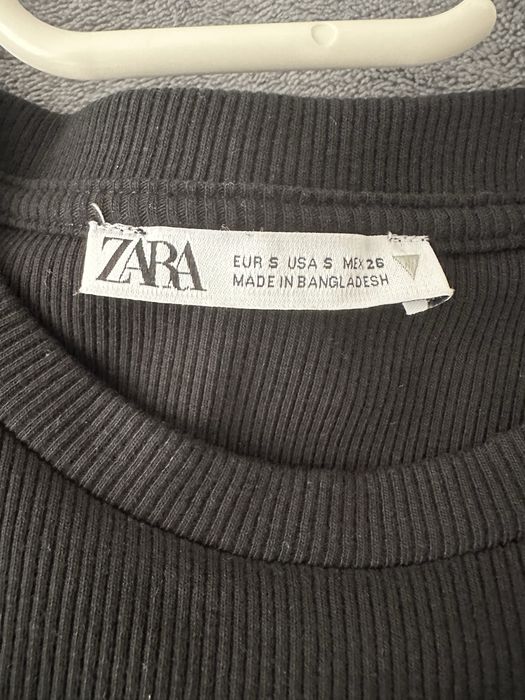 ZARA
EUR S USA S MEX 26
MADE IN BANGLADESH